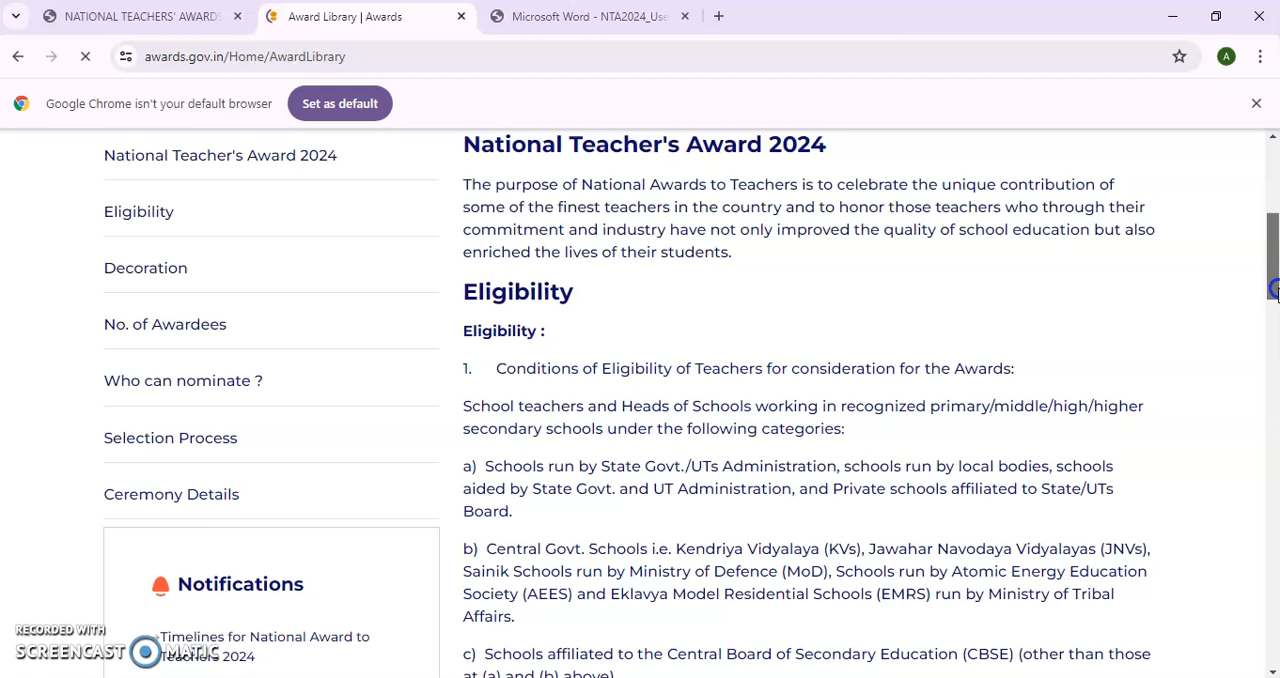 NATIONAL TEACHERS' AWARDS
Award Library | Awards
Microsoft Word - NTA2024_Use
awards.gov.in/Home/AwardLibrary
A
Google Chrome isn't your default browser
Set as default
National Teacher's Award 2024
Eligibility
Decoration
No. of Awardees
Who can nominate ?
Selection Process
Ceremony Details
Notifications
Timelines for National Award to
Teachers 2024
National Teacher's Award 2024
The purpose of National Awards to Teachers is to celebrate the unique contribution of
some of the finest teachers in the country and to honor those teachers who through their
commitment and industry have not only improved the quality of school education but also
enriched the lives of their students.
Eligibility
Eligibility :
1. Conditions of Eligibility of Teachers for consideration for the Awards:
School teachers and Heads of Schools working in recognized primary/middle/high/higher
secondary schools under the following categories:
a) Schools run by State Govt./UTs Administration, schools run by local bodies, schools
aided by State Govt. and UT Administration, and Private schools affiliated to State/UTs
Board.
b) Central Govt. Schools i.e. Kendriya Vidyalaya (KVs), Jawahar Navodaya Vidyalayas (JNVs),
Sainik Schools run by Ministry of Defence (MoD), Schools run by Atomic Energy Education
Society (AEES) and Eklavya Model Residential Schools (EMRS) run by Ministry of Tribal
Affairs.
c) Schools affiliated to the Central Board of Secondary Education (CBSE) (other than those
at (a) and (b) above)
RECORDED WITH
SCREENCAST MATIC